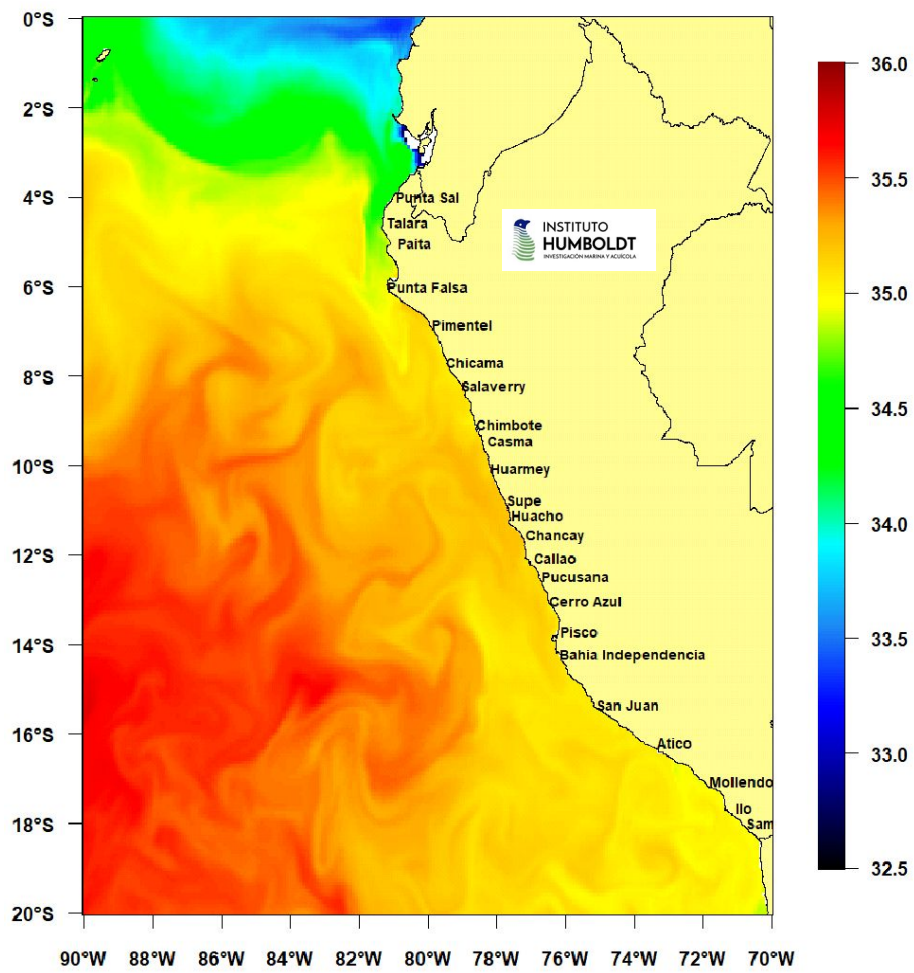 0°S
2°S
4°S
6°S
8°S
10°S
12°S
14°S
16°S
18°S
20°S
Punta Sal
Talara
Paita
Punta Falsa
Pimentel
Chicama
Salaverry
Chimbote
Casma
Huarmey
Supe
Huacho
Chancay
Callao
Pucusana
Cerro Azul
Pisco
Bahia Independencia
San Juan
Atico
Mollendo
Ilo
Sam
INSTITUTO
HUMBOLDT
INVESTIGACIÓN MARINA Y ACUÍCOLA
36.0
35.5
35.0
34.5
34.0
33.5
33.0
32.5
90°W 88°W 86°W 84°W 82°W 80°W 78°W 76°W 74°W 72°W 70°W